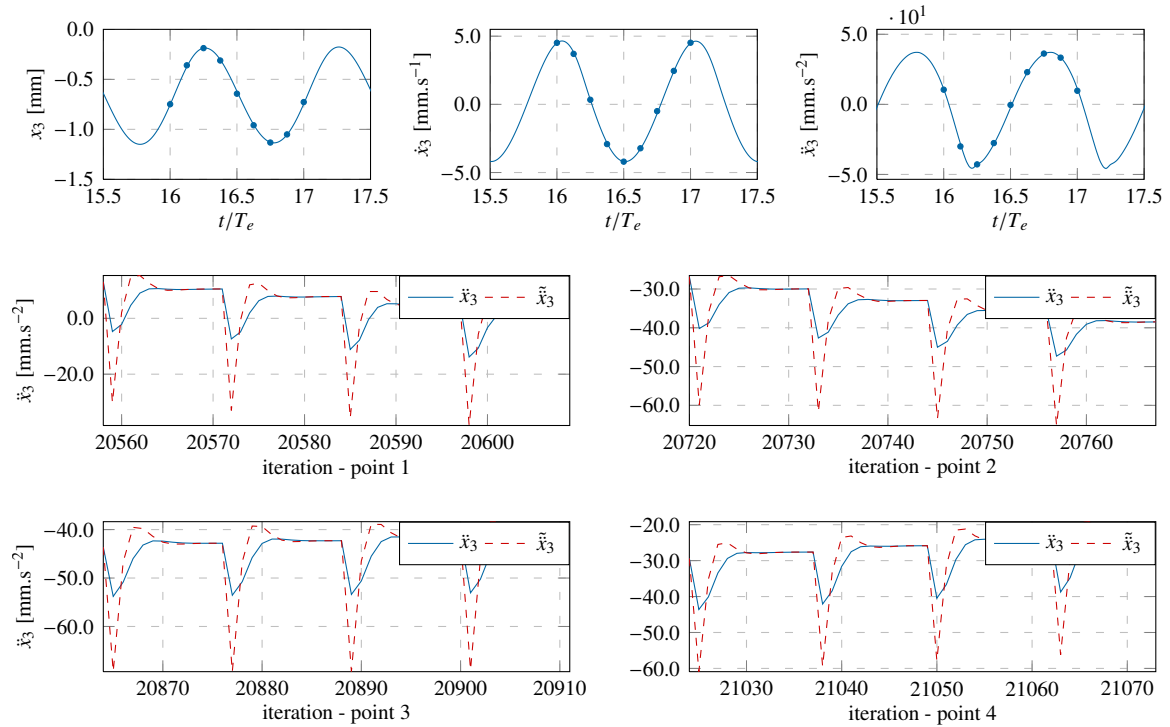 · 10¹
0.0
−0.5
−1.0
−1.5
x₃ [mm]
15.5 16 16.5 17 17.5
t/Tₑ
5.0
0.0
−5.0
ẋ₃ [mm.s⁻¹]
15.5 16 16.5 17 17.5
t/Tₑ
5.0
0.0
−5.0
ẍ₃ [mm.s⁻²]
15.5 16 16.5 17 17.5
t/Tₑ
0.0
−20.0
ẍ₃ [mm.s⁻²]
ẍ₃ x̃̈₃
20560 20570 20580 20590 20600
iteration - point 1
−30.0
−40.0
−50.0
−60.0
ẍ₃ x̃̈₃
20720 20730 20740 20750 20760
iteration - point 2
−40.0
−50.0
−60.0
ẍ₃ [mm.s⁻²]
ẍ₃ x̃̈₃
20870 20880 20890 20900 20910
iteration - point 3
−20.0
−30.0
−40.0
−50.0
−60.0
ẍ₃ x̃̈₃
21030 21040 21050 21060 21070
iteration - point 4